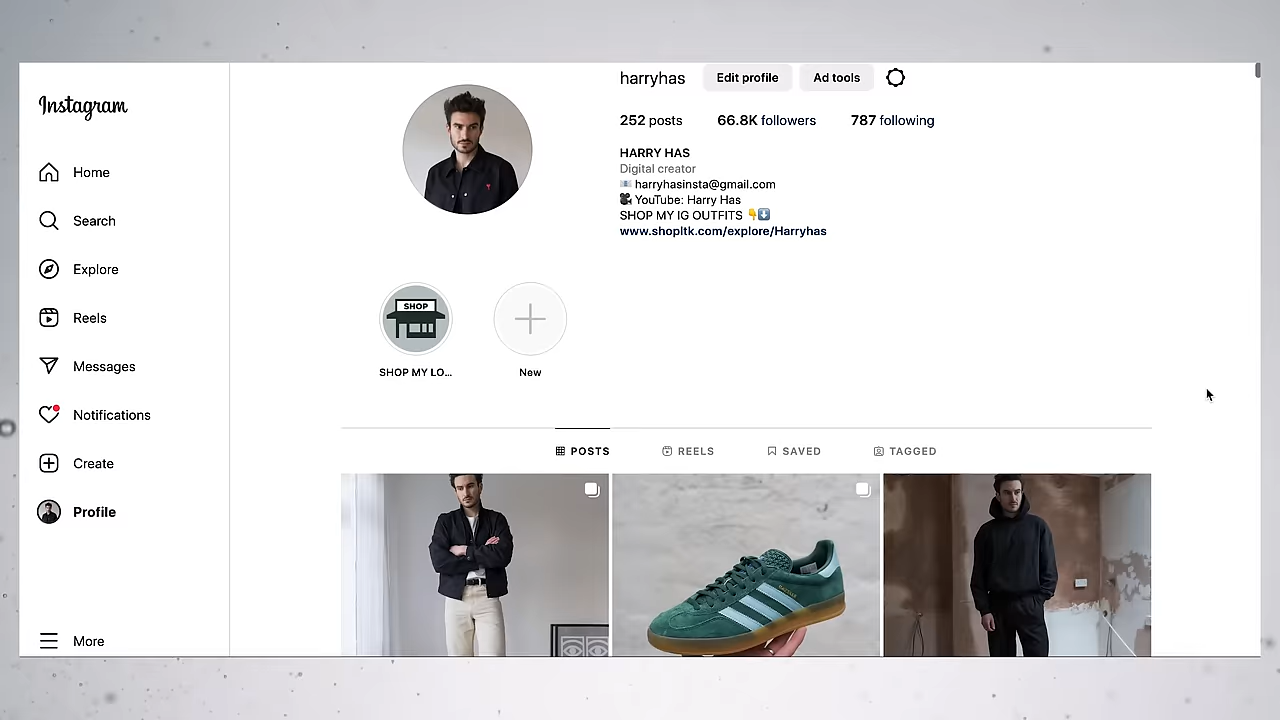 Instagram
Home
Search
Explore
Reels
Messages
Notifications
Create
Profile
More
harryhas Edit profile Ad tools
252 posts 66.8K followers 787 following
HARRY HAS
Digital creator
harryhasinsta@gmail.com
YouTube: Harry Has
SHOP MY IG OUTFITS
www.shopltk.com/explore/Harryhas
SHOP
SHOP MY LO... New
POSTS REELS SAVED TAGGED